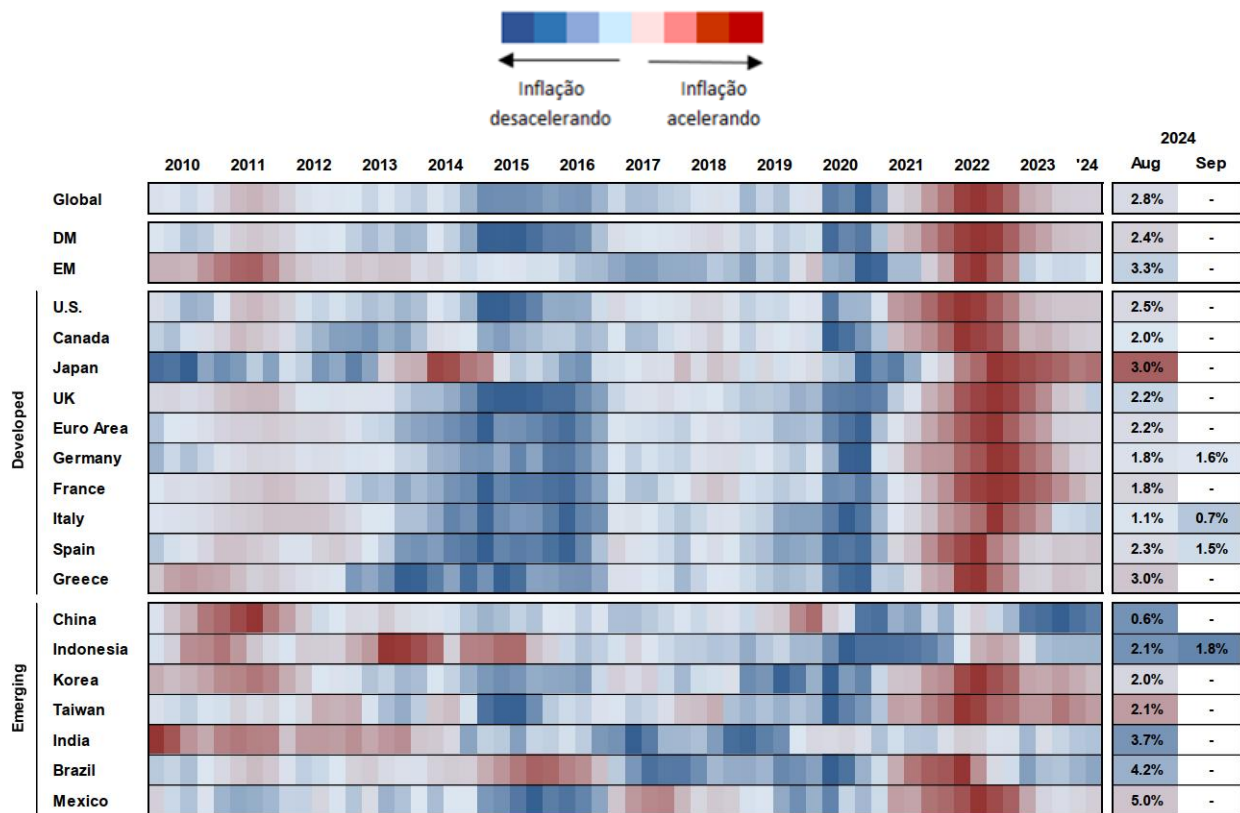 Inflação desacelerando
Inflação acelerando
2024
2010 2011 2012 2013 2014 2015 2016 2017 2018 2019 2020 2021 2022 2023 '24 Aug Sep
Global 2.8% -
DM 2.4% -
EM 3.3% -
Developed
U.S. 2.5% -
Canada 2.0% -
Japan 3.0% -
UK 2.2% -
Euro Area 2.2% -
Germany 1.8% 1.6%
France 1.8% -
Italy 1.1% 0.7%
Spain 2.3% 1.5%
Greece 3.0% -
Emerging
China 0.6% -
Indonesia 2.1% 1.8%
Korea 2.0% -
Taiwan 2.1% -
India 3.7% -
Brazil 4.2% -
Mexico 5.0% -